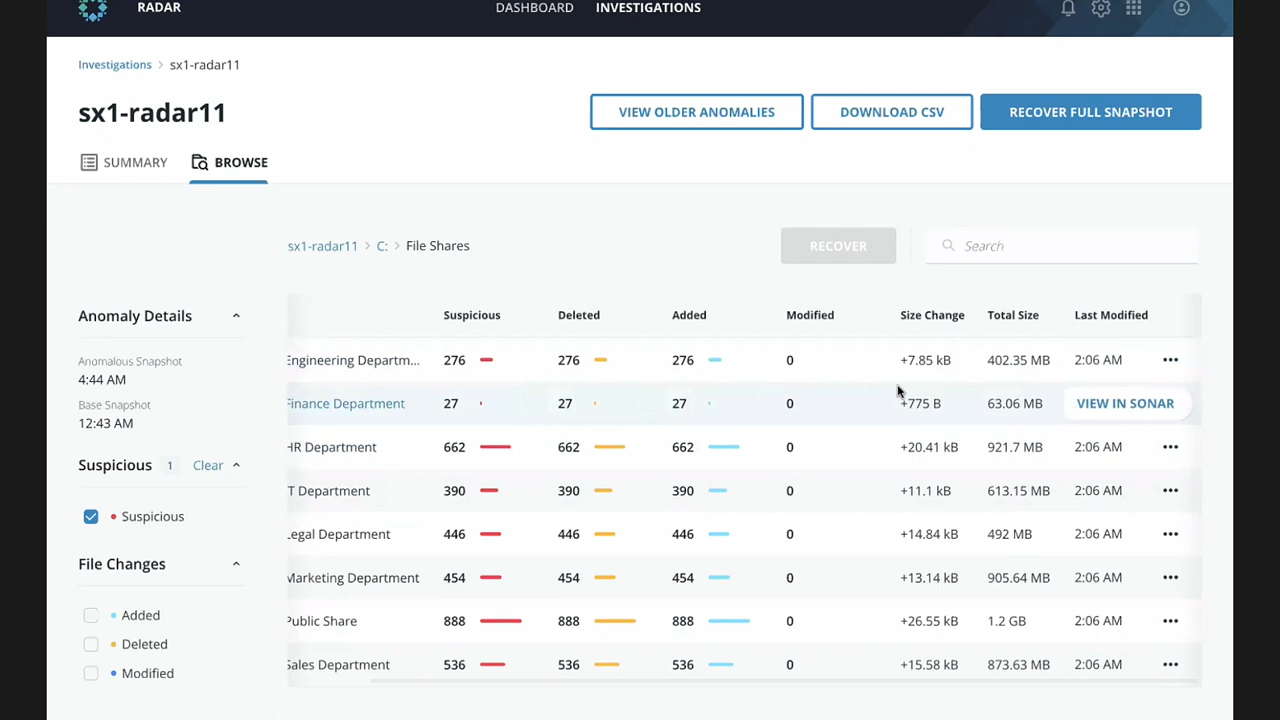 RADAR DASHBOARD INVESTIGATIONS
Investigations > sx1-radar11
sx1-radar11
VIEW OLDER ANOMALIES DOWNLOAD CSV RECOVER FULL SNAPSHOT
SUMMARY BROWSE
sx1-radar11 > C: > File Shares RECOVER Search
Anomaly Details
Anomalous Snapshot
4:44 AM
Base Snapshot
12:43 AM
Suspicious 1 Clear
Suspicious
File Changes
Added
Deleted
Modified
Suspicious Deleted Added Modified Size Change Total Size Last Modified
Engineering Departm... 276 276 276 0 +7.85 kB 402.35 MB 2:06 AM •••
Finance Department 27 27 27 0 +775 B 63.06 MB VIEW IN SONAR
HR Department 662 662 662 0 +20.41 kB 921.7 MB 2:06 AM •••
T Department 390 390 390 0 +11.1 kB 613.15 MB 2:06 AM •••
Legal Department 446 446 446 0 +14.84 kB 492 MB 2:06 AM •••
Marketing Department 454 454 454 0 +13.14 kB 905.64 MB 2:06 AM •••
Public Share 888 888 888 0 +26.55 kB 1.2 GB 2:06 AM •••
Sales Department 536 536 536 0 +15.58 kB 873.63 MB 2:06 AM •••